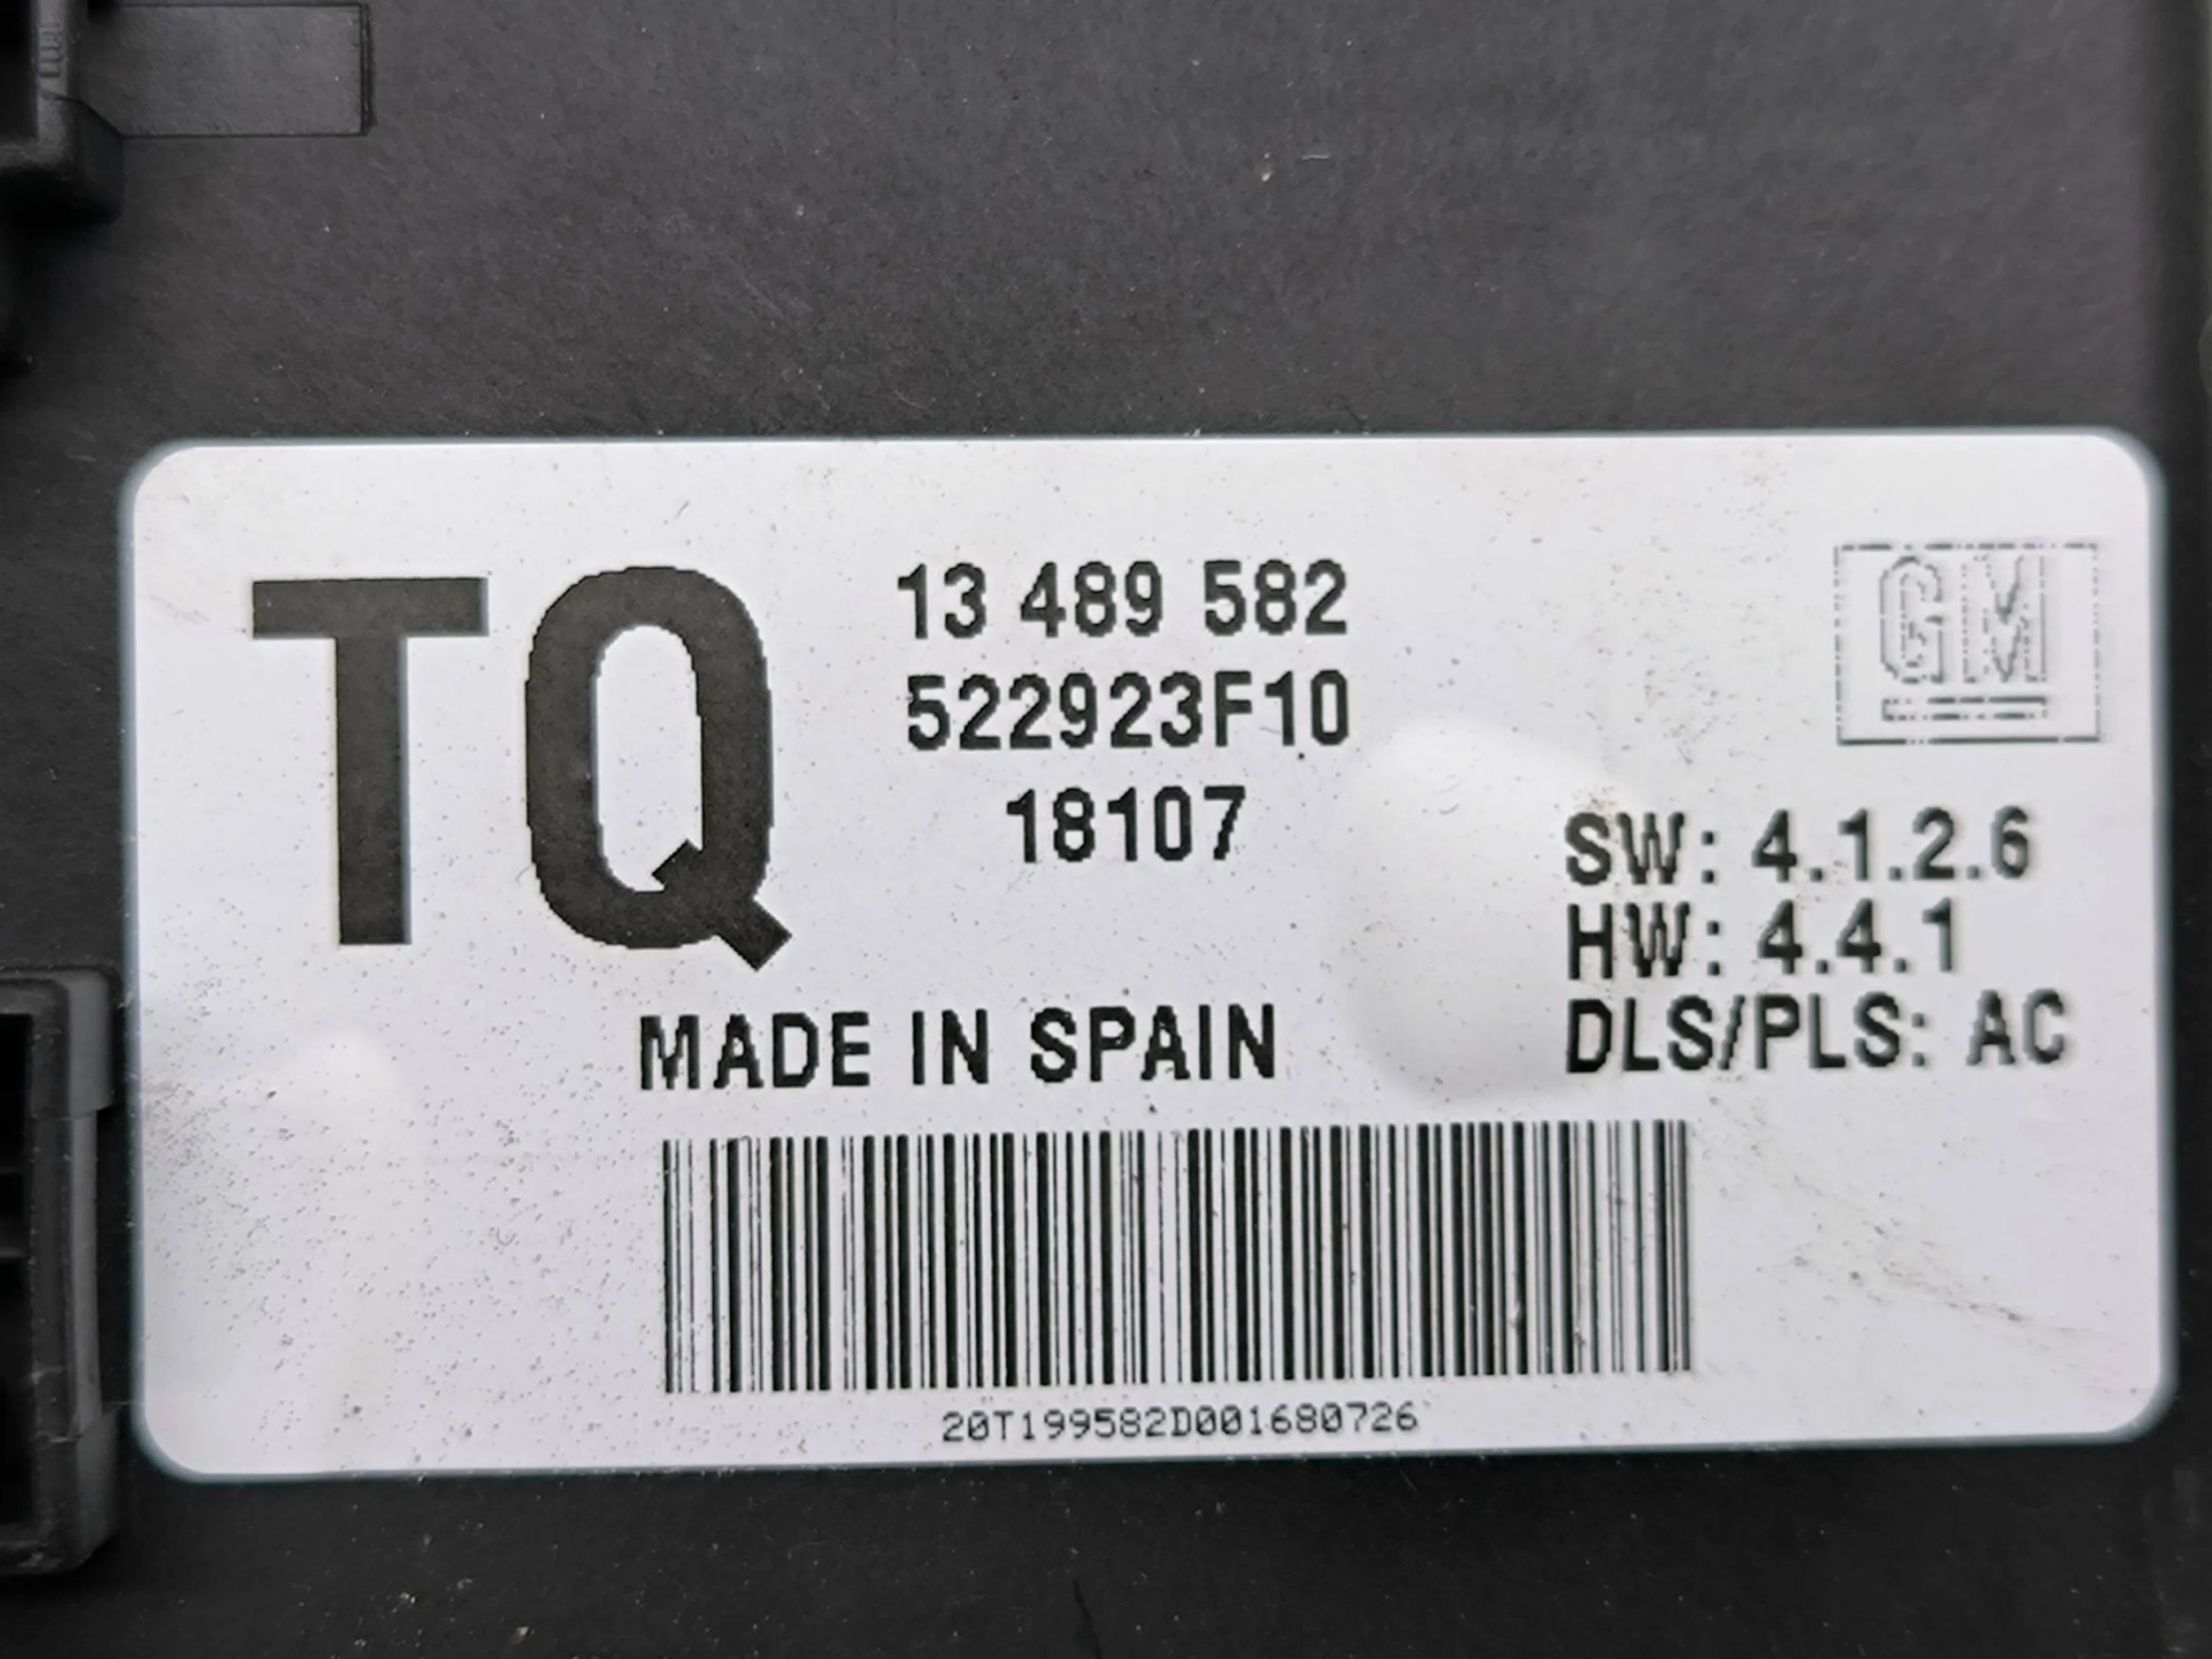 TQ
13 489 582
522923F10
18107
GM
SW: 4.1.2.6
HW: 4.4.1
DLS/PLS: AC
MADE IN SPAIN
20T199582D001680726